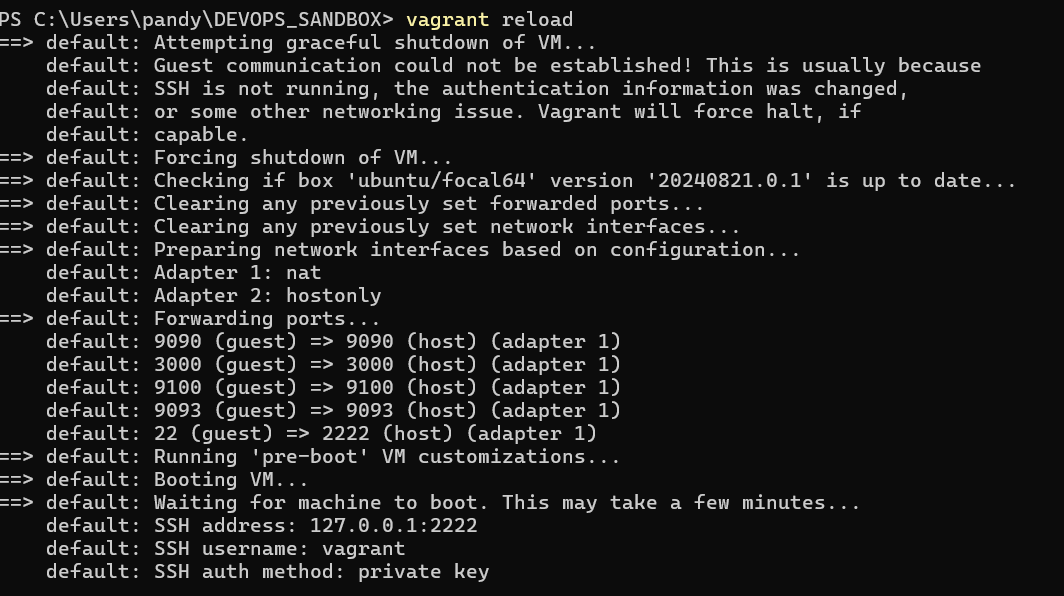 PS C:\Users\pandy\DEVOPS_SANDBOX> vagrant reload
==> default: Attempting graceful shutdown of VM...
    default: Guest communication could not be established! This is usually because
    default: SSH is not running, the authentication information was changed,
    default: or some other networking issue. Vagrant will force halt, if
    default: capable.
==> default: Forcing shutdown of VM...
==> default: Checking if box 'ubuntu/focal64' version '20240821.0.1' is up to date...
==> default: Clearing any previously set forwarded ports...
==> default: Clearing any previously set network interfaces...
==> default: Preparing network interfaces based on configuration...
    default: Adapter 1: nat
    default: Adapter 2: hostonly
==> default: Forwarding ports...
    default: 9090 (guest) => 9090 (host) (adapter 1)
    default: 3000 (guest) => 3000 (host) (adapter 1)
    default: 9100 (guest) => 9100 (host) (adapter 1)
    default: 9093 (guest) => 9093 (host) (adapter 1)
    default: 22 (guest) => 2222 (host) (adapter 1)
==> default: Running 'pre-boot' VM customizations...
==> default: Booting VM...
==> default: Waiting for machine to boot. This may take a few minutes...
    default: SSH address: 127.0.0.1:2222
    default: SSH username: vagrant
    default: SSH auth method: private key